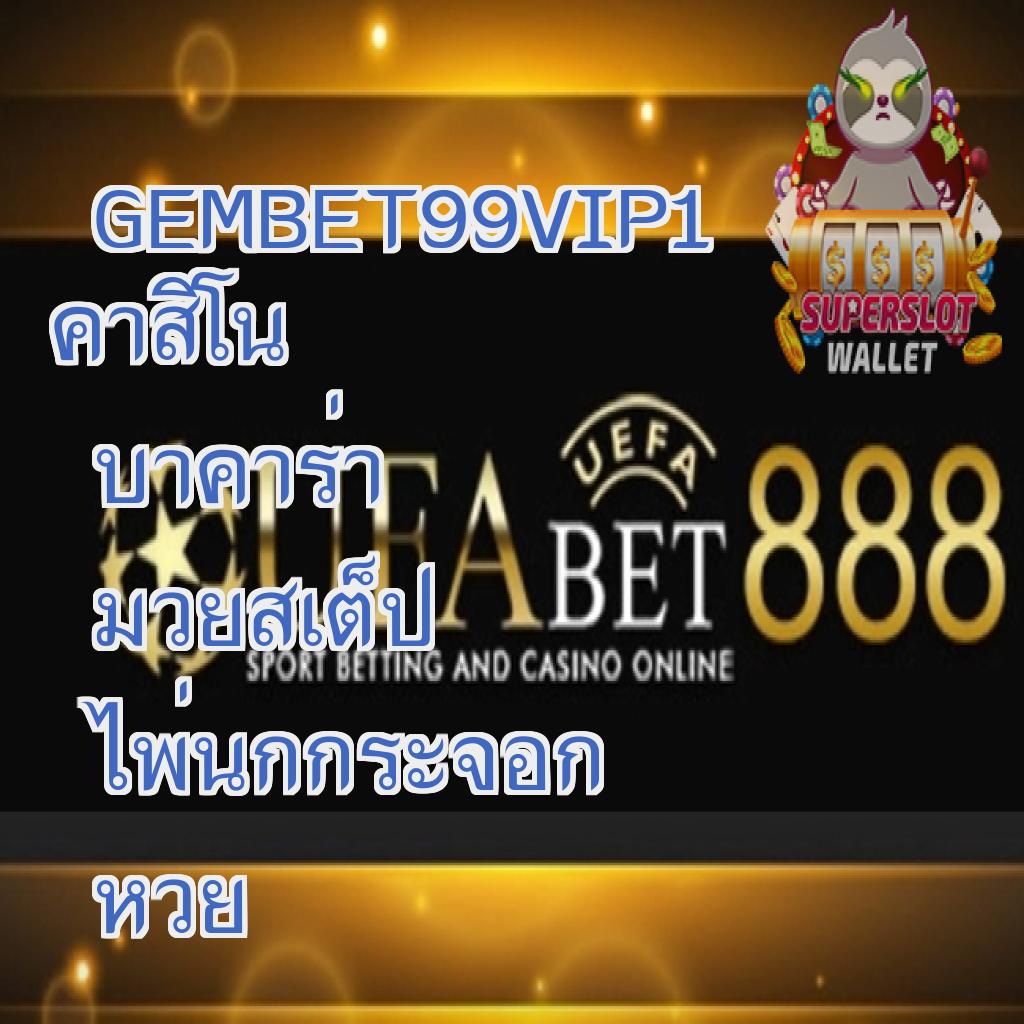 GEMBET99VIP1
คาสิโน
บาคาร่า
มวยสเต็ป
ไพ่นกกระจอก
หวย
SUPERSLOT
WALLET
UEFA
UFABET888
SPORT BETTING AND CASINO ONLINE